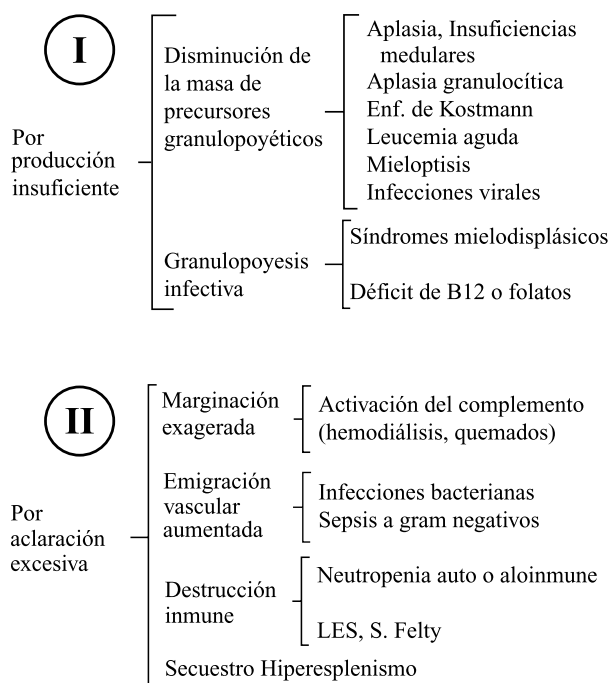 I
Por
producción
insuficiente
Disminución de
la masa de
precursores
granulopoyéticos
Aplasia, Insuficiencias
medulares
Aplasia granulocítica
Enf. de Kostmann
Leucemia aguda
Mieloptisis
Infecciones virales
Granulopoyesis
infectiva
Síndromes mielodisplásicos
Déficit de B12 o folatos
II
Por
aclaración
excesiva
Marginación
exagerada
Activación del complemento
(hemodiálisis, quemados)
Emigración
vascular
aumentada
Infecciones bacterianas
Sepsis a gram negativos
Destrucción
inmune
Neutropenia auto o aloinmune
LES, S. Felty
Secuestro Hiperesplenismo